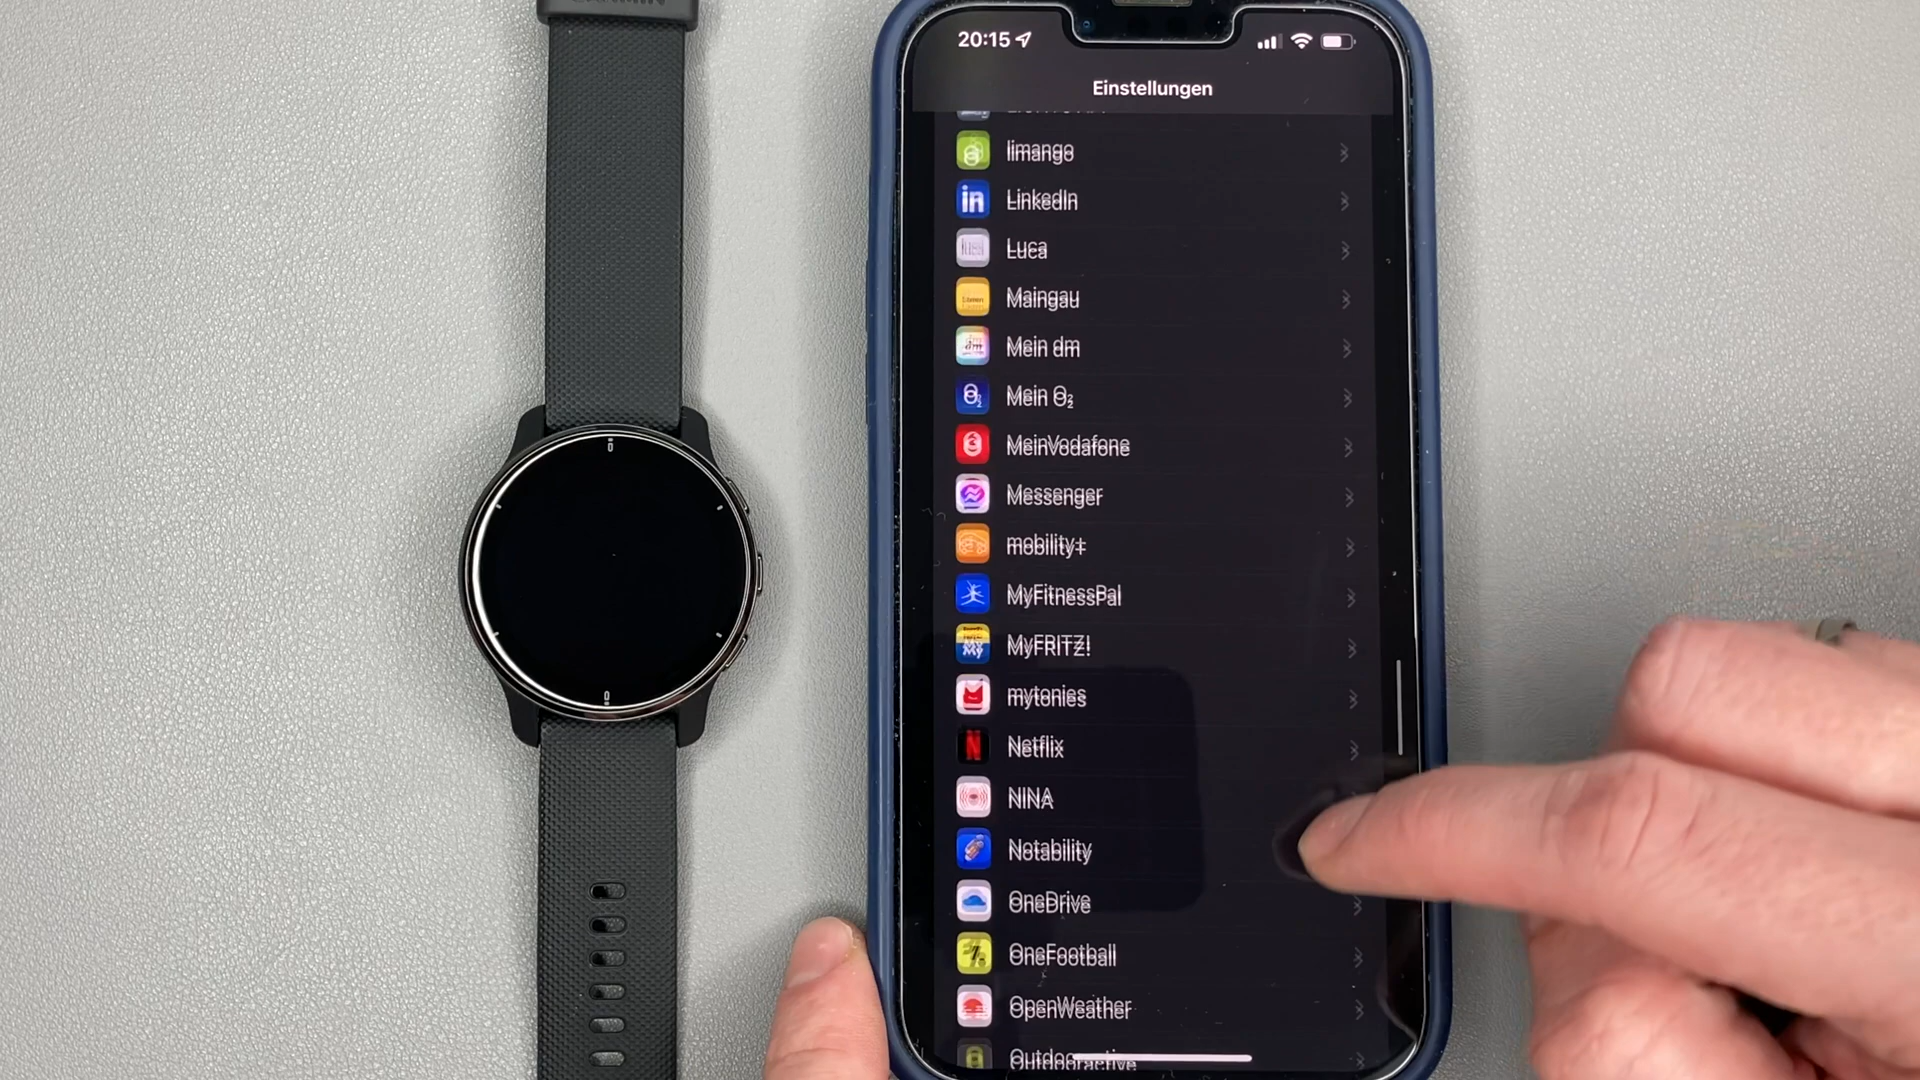 20:15
Einstellungen
limango
LinkedIn
Luca
Maingau
Mein dm
Mein O₂
MeinVodafone
Messenger
mobility+
MyFitnessPal
MyFRITZ!
mytonies
Netflix
NINA
Notability
OneDrive
OneFootball
OpenWeather
Outdooractive